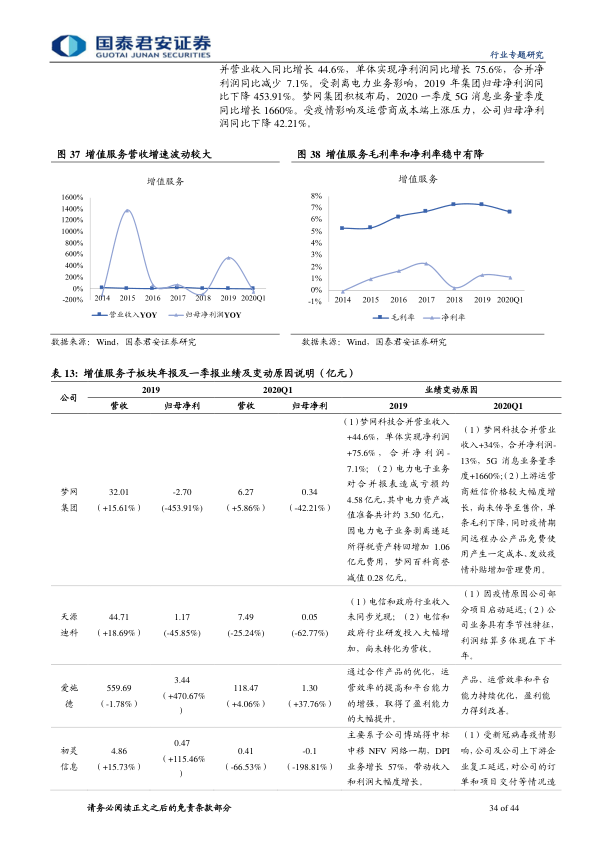 国泰君安证券
GUOTAI JUNAN SECURITIES
行业专题研究
并营业收入同比增长 44.6%，单体实现净利润同比增长 75.6%，合并净
利润同比减少 7.1%。受剥离电力业务影响，2019 年集团归母净利润同
比下降 453.91%。梦网集团积极布局，2020 一季度 5G 消息业务量季度
同比增长 1660%。受疫情影响及运营商成本端上涨压力，公司归母净利
润同比下降 42.21%。
图 37 增值服务营收增速波动较大
增值服务
1600%
1400%
1200%
1000%
800%
600%
400%
200%
0%
-200%
2014 2015 2016 2017 2018 2019 2020Q1
营业收入YOY 归母净利润YOY
数据来源：Wind，国泰君安证券研究
图 38 增值服务毛利率和净利率稳中有降
增值服务
8%
7%
6%
5%
4%
3%
2%
1%
0%
-1%
2014 2015 2016 2017 2018 2019 2020Q1
毛利率 净利率
数据来源：Wind，国泰君安证券研究
表 13：增值服务子板块年报及一季报业绩及变动原因说明（亿元）
公司 2019 2020Q1 业绩变动原因
营收 归母净利 营收 归母净利 2019 2020Q1
梦网
集团
32.01
（+15.61%）
-2.70
(-453.91%)
6.27
（+5.86%）
0.34
（-42.21%）
（1）梦网科技合并营业收入
+44.6%，单体实现净利润
+75.6%，合并净利润-
7.1%；（2）电力电子业务
对合并报表造成亏损约
4.58 亿元,其中电力资产减
值准备共计约 3.50 亿元，
因电力电子业务剥离递延
所得税资产转回增加 1.06
亿元费用，梦网百科商誉
减值 0.28 亿元。
（1）梦网科技合并营业
收入+34%，合并净利润-
13%，5G 消息业务量季
度+1660%;（2）上游运营
商短信价格较大幅度增
长，尚未传导至售价，单
条毛利下降，同时疫情期
间远程办公产品免费使
用产生一定成本、发放疫
情补贴增加管理费用。
天源
迪科
44.71
（+18.69%）
1.17
(-45.85%)
7.49
(-25.24%)
0.05
(-62.77%)
（1）电信和政府行业收入
未同步兑现；（2）电信和
政府行业研发投入大幅增
加，尚未转化为营收。
（1）因疫情原因公司部
分项目启动延迟；（2）公
司业务具有季节性特征，
利润结算多体现在下半
年。
爱施
德
559.69
(-1.78%)
3.44
（+470.67%
）
118.47
（+4.06%）
1.30
（+37.76%）
通过合作产品的优化，运
营效率的提高和平台能力
的增强，取得了盈利能力
的大幅提升。
产品、运营效率和平台
能力持续优化，盈利能
力得到改善。
初灵
信息
4.86
（+15.73%）
0.47
（+115.46%
）
0.41
(-66.53%)
-0.1
(-198.81%)
主要系子公司博瑞得中标
中移 NFV 网络一期，DPI
业务增长 57%，带动收入
和利润大幅度增长。
（1）受新冠病毒疫情影
响,公司及公司上下游企
业复工延迟,对公司的订
单和项目交付等情况造
请务必阅读正文之后的免责条款部分
34 of 44